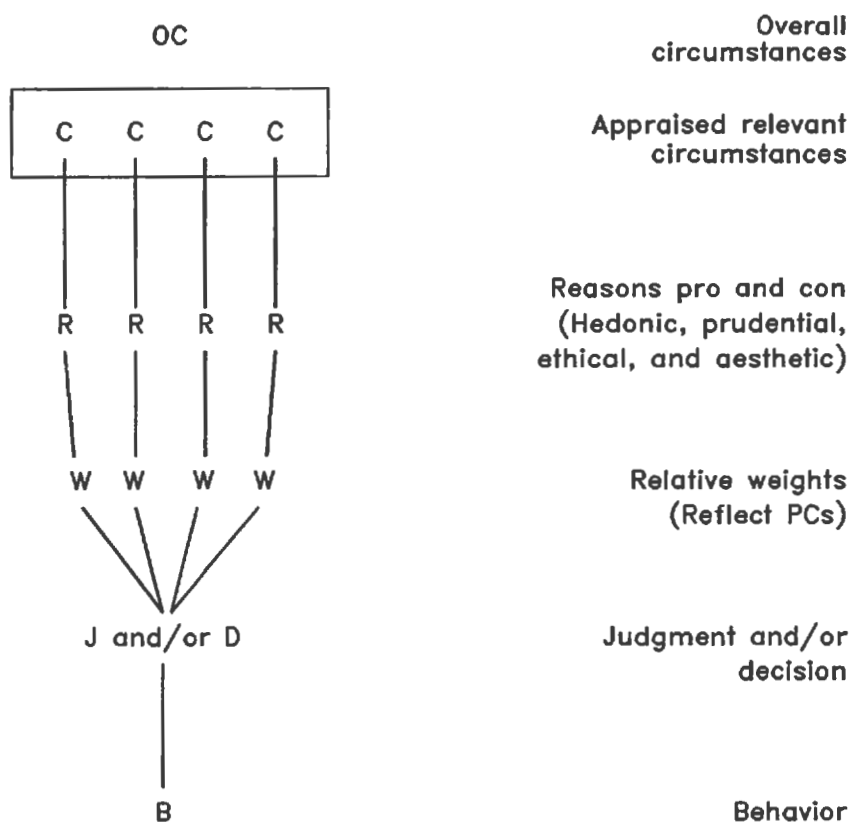 OC
Overall
circumstances
C C C C
Appraised relevant
circumstances
R R R R
Reasons pro and con
(Hedonic, prudential,
ethical, and aesthetic)
W W W W
Relative weights
(Reflect PCs)
J and/or D
Judgment and/or
decision
B
Behavior